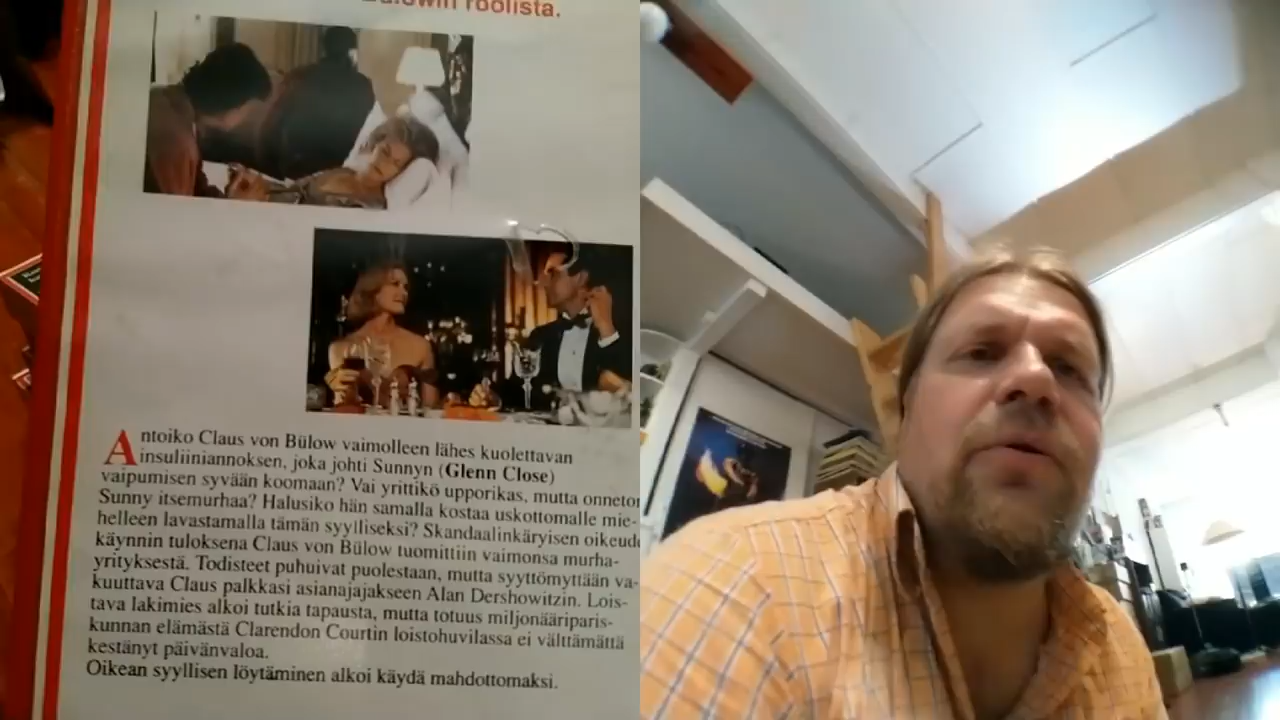 roolista.
Antoiko Claus von Bülow vaimolleen lähes kuolettavan
insuliiniannoksen, joka johti Sunnyn (Glenn Close)
vaipumisen syvään koomaan? Vai yrittikö upporikas, mutta
Sunny itsemurhaa? Halusiko hän samalla kostaa uskottomalle mie-
helleen lavastamalla tämän syylliseksi? Skandaalinkäryisen
käynnin tuloksena Claus von Bülow tuomittiin vaimonsa murha-
yrityksestä. Todisteet puhuivat puolestaan, mutta syyttömyttään va-
kuuttava Claus palkkasi asianajajakseen Alan Dershowitzin. Lois-
tava lakimies alkoi tutkia tapausta, mutta totuus miljonääriparis-
kunnan elämästä Clarendon Courtin loistohuvilassa ei välttämättä
kestänyt päivänvaloa.
Oikean syyllisen löytäminen alkoi käydä mahdottomaksi.